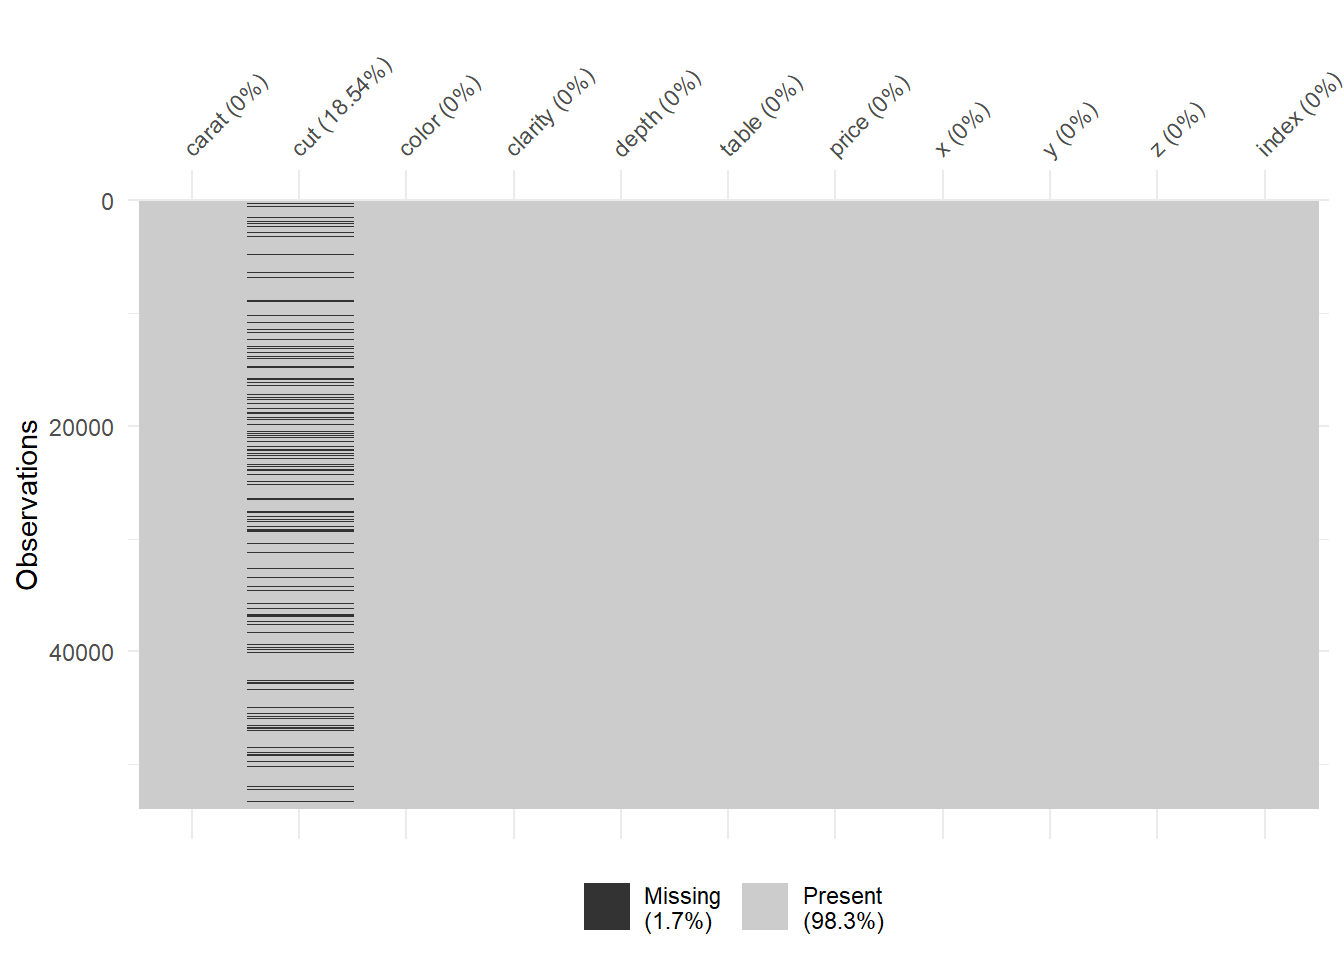 carat (0%)
cut (18.54%)
color (0%)
clarity (0%)
depth (0%)
table (0%)
price (0%)
x (0%)
y (0%)
z (0%)
index (0%)
0
20000
40000
Observations
Missing
(1.7%)
Present
(98.3%)